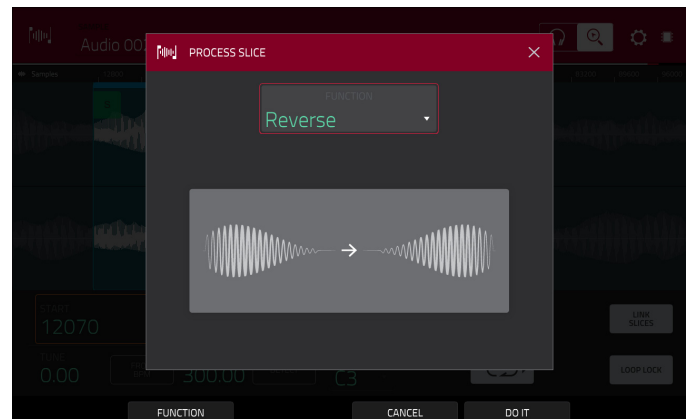 Audio 002
PROCESS SLICE
Samples
FUNCTION
Reverse
START
12070
LINK
SLICES
TUNE
0.00
300.00
C3
LOOP LOCK
FUNCTION
CANCEL
DO IT